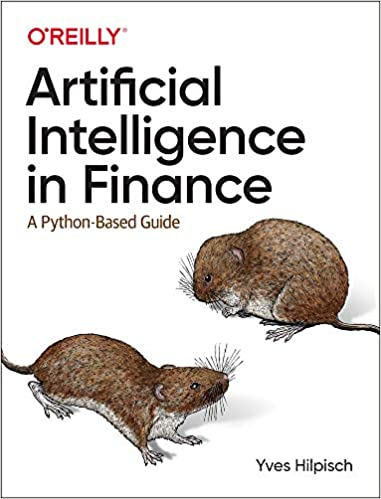 O'REILLY®
Artificial
Intelligence
in Finance
A Python-Based Guide
Yves Hilpisch